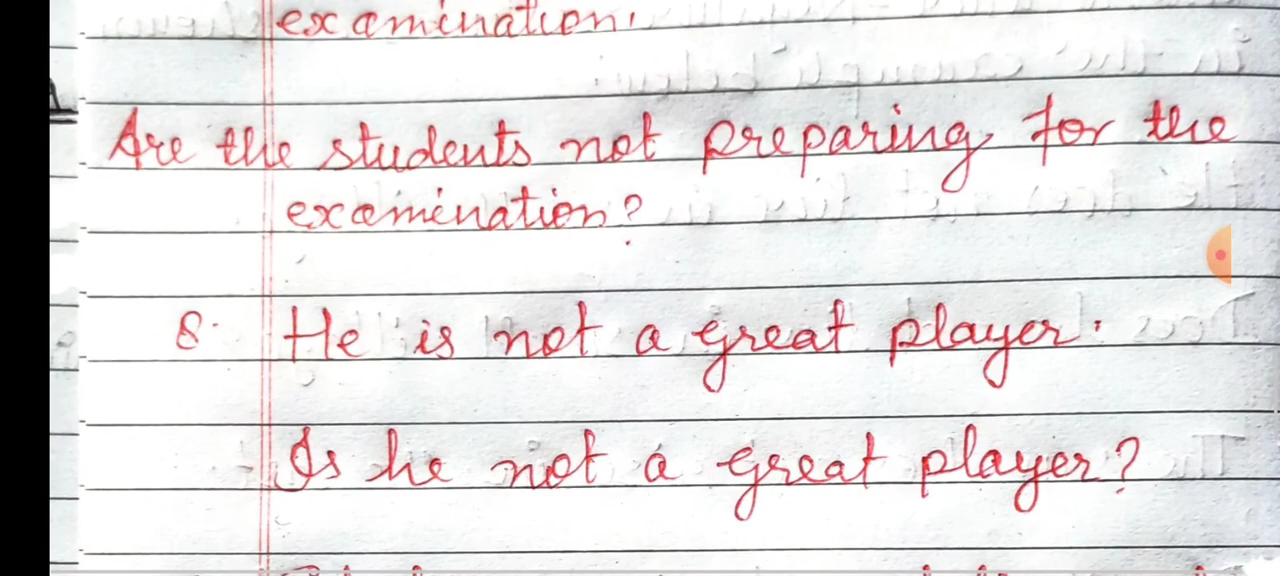 examination.
Are the students not preparing for the
examination?
8. He is not a great player.
Is he not a great player?